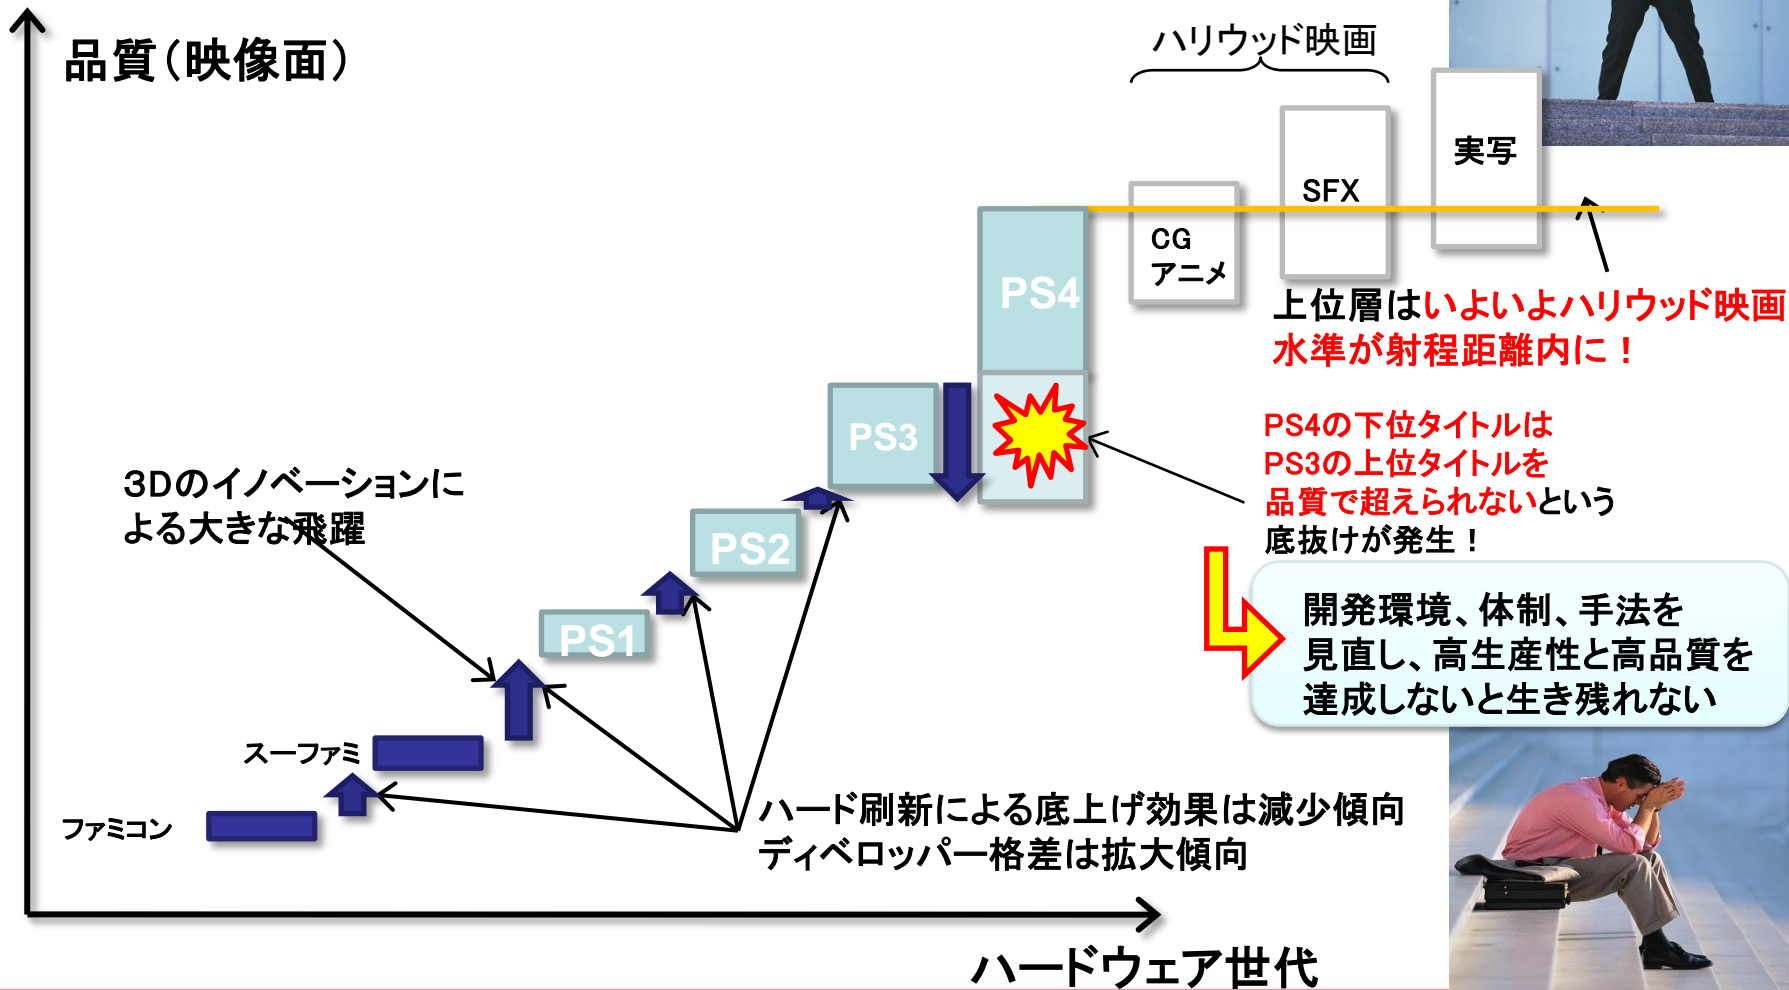 品質（映像面）
ハリウッド映画
実写
SFX
CG
アニメ
PS4
上位層はいよいよハリウッド映画
水準が射程距離内に！
PS3
PS4の下位タイトルは
PS3の上位タイトルを
品質で超えられないという
底抜けが発生！
3Dのイノベーションに
よる大きな飛躍
PS2
PS1
開発環境、体制、手法を
見直し、高生産性と高品質を
達成しないと生き残れない
スーファミ
ファミコン
ハード刷新による底上げ効果は減少傾向
ディベロッパー格差は拡大傾向
ハードウェア世代